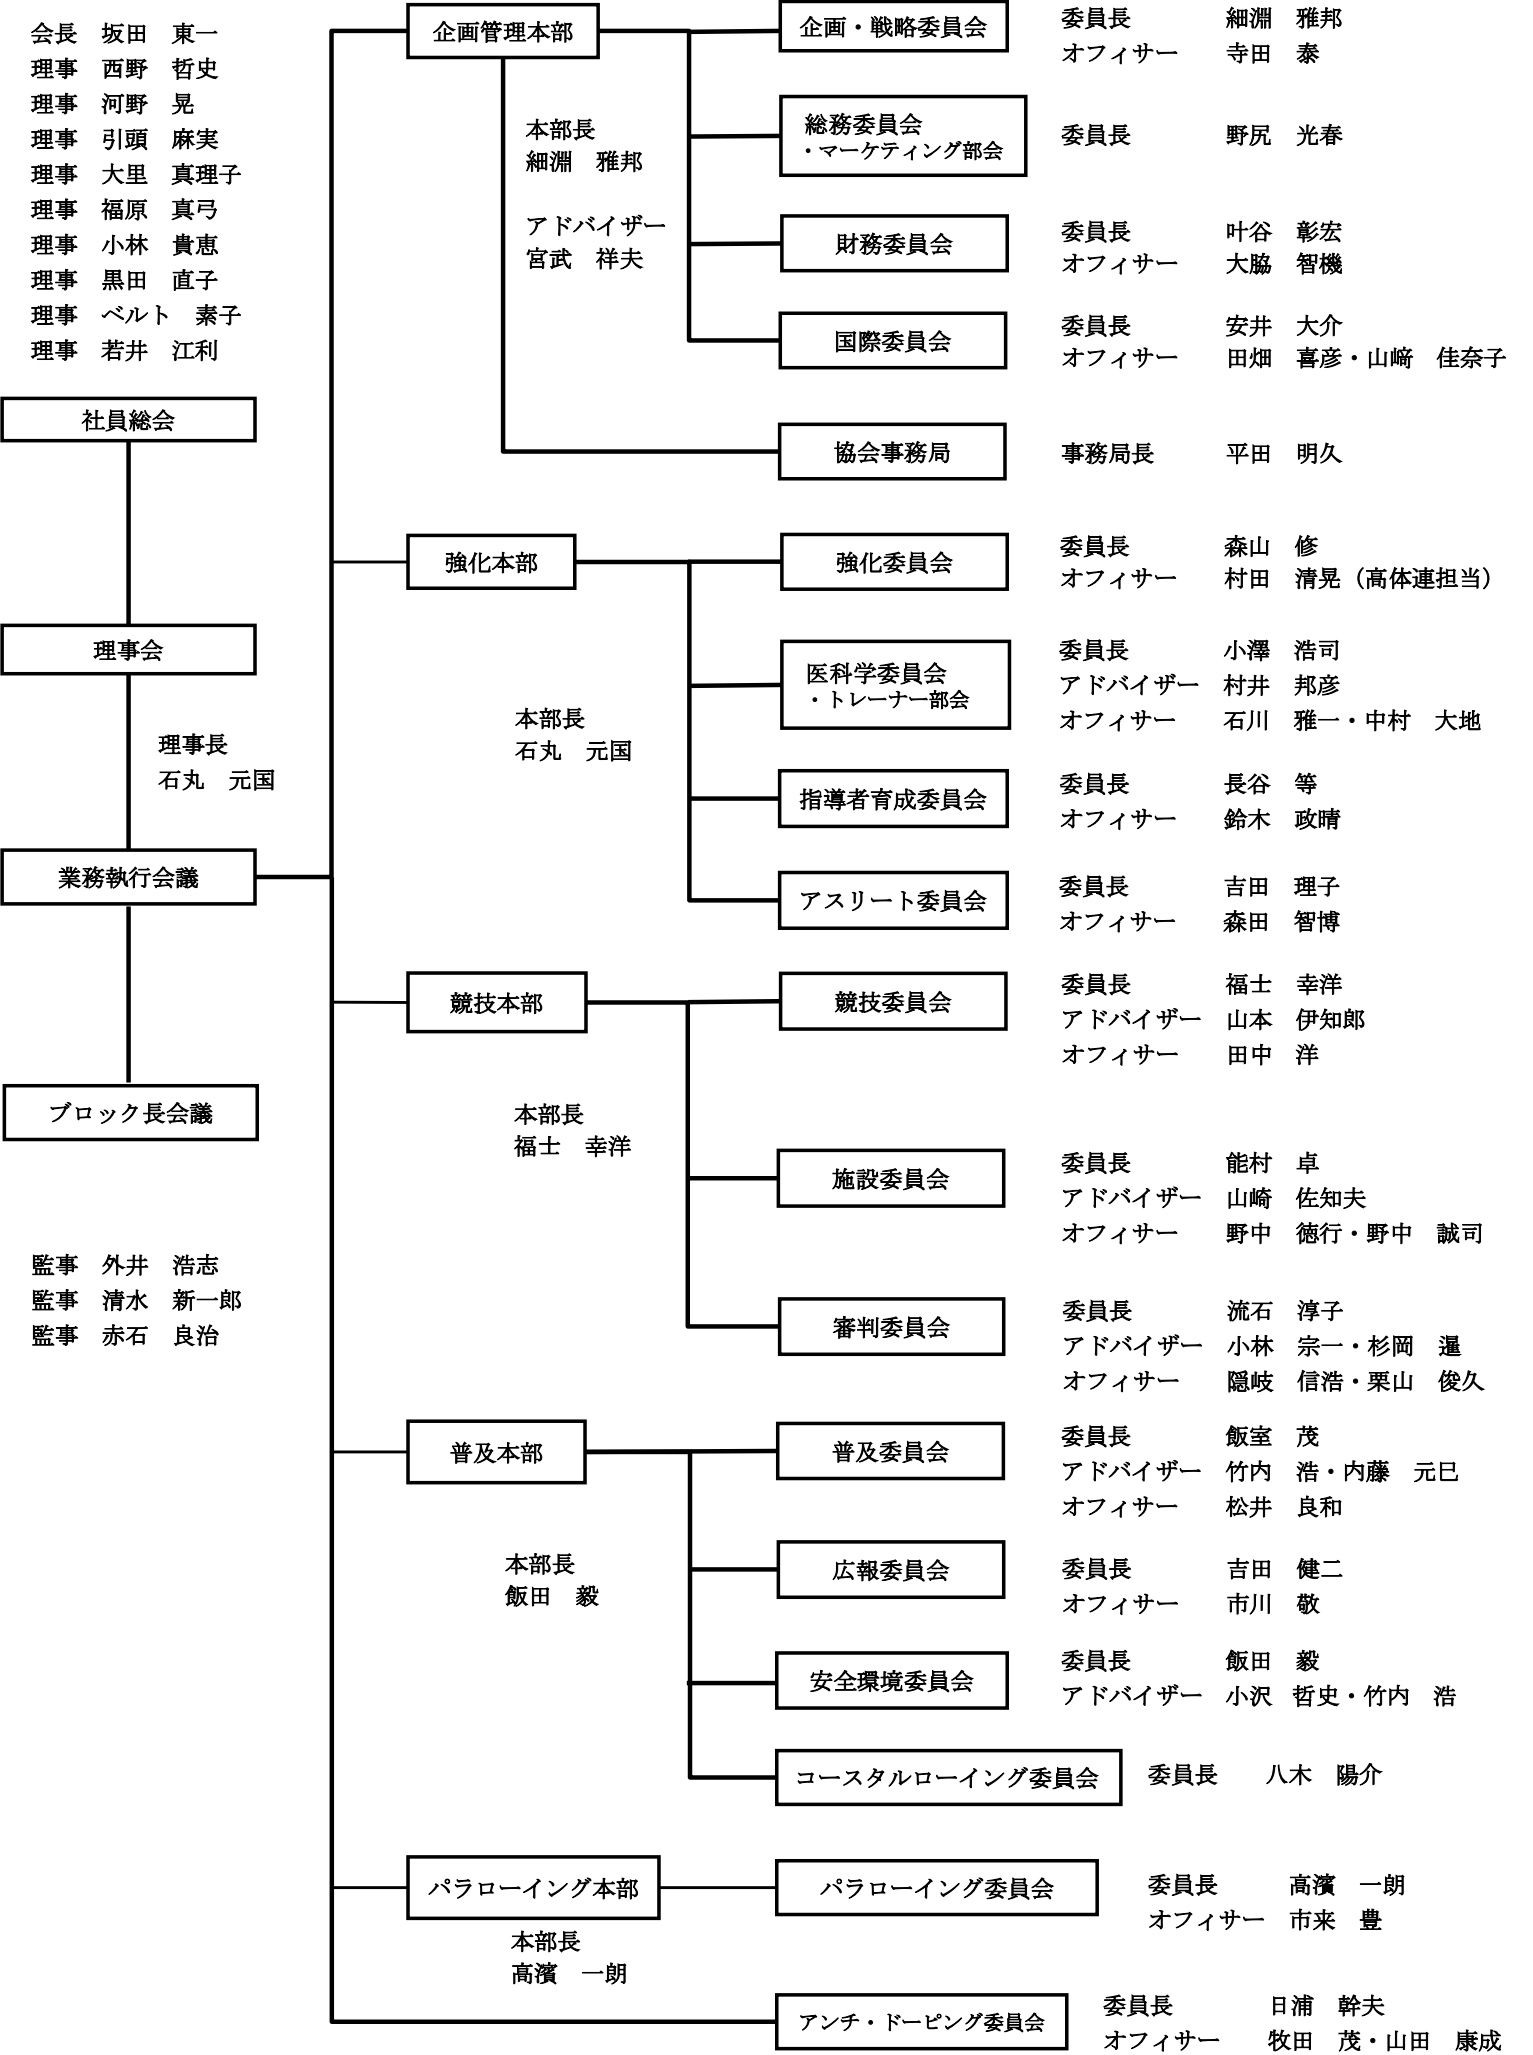 会長　坂田　東一
理事　西野　哲史
理事　河野　晃
理事　引頭　麻実
理事　大里　真理子
理事　福原　真弓
理事　小林　貴恵
理事　黒田　直子
理事　ベルト　素子
理事　若井　江利
社員総会
理事会
理事長
石丸　元国
業務執行会議
ブロック長会議
監事　外井　浩志
監事　清水　新一郎
監事　赤石　良治
企画管理本部
本部長
細淵　雅邦
アドバイザー
宮武　祥夫
企画・戦略委員会
委員長　細淵　雅邦
オフィサー　寺田　泰
総務委員会
・マーケティング部会
委員長　野尻　光春
財務委員会
委員長　叶谷　彰宏
オフィサー　大脇　智機
国際委員会
委員長　安井　大介
オフィサー　田畑　喜彦・山﨑　佳奈子
協会事務局
事務局長　平田　明久
強化本部
本部長
石丸　元国
強化委員会
委員長　森山　修
オフィサー　村田　清晃（高体連担当）
医科学委員会
・トレーナー部会
委員長　小澤　浩司
アドバイザー　村井　邦彦
オフィサー　石川　雅一・中村　大地
指導者育成委員会
委員長　長谷　等
オフィサー　鈴木　政晴
アスリート委員会
委員長　吉田　理子
オフィサー　森田　智博
競技本部
本部長
福士　幸洋
競技委員会
委員長　福士　幸洋
アドバイザー　山本　伊知郎
オフィサー　田中　洋
施設委員会
委員長　能村　卓
アドバイザー　山崎　佐知夫
オフィサー　野中　徳行・野中　誠司
審判委員会
委員長　流石　淳子
アドバイザー　小林　宗一・杉岡　暹
オフィサー　隠岐　信浩・栗山　俊久
普及本部
本部長
飯田　毅
普及委員会
委員長　飯室　茂
アドバイザー　竹内　浩・内藤　元巳
オフィサー　松井　良和
広報委員会
委員長　吉田　健二
オフィサー　市川　敬
安全環境委員会
委員長　飯田　毅
アドバイザー　小沢　哲史・竹内　浩
コースタルローイング委員会
委員長　八木　陽介
パラローイング本部
本部長
髙濱　一朗
パラローイング委員会
委員長　髙濱　一朗
オフィサー　市来　豊
アンチ・ドーピング委員会
委員長　日浦　幹夫
オフィサー　牧田　茂・山田　康成